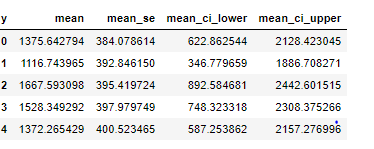 y mean mean_se mean_ci_lower mean_ci_upper
0 1375.642794 384.078614 622.862544 2128.423045
1 1116.743965 392.846150 346.779659 1886.708271
2 1667.593098 395.419724 892.584681 2442.601515
3 1528.349292 397.979749 748.323318 2308.375266
4 1372.265429 400.523465 587.253862 2157.276996